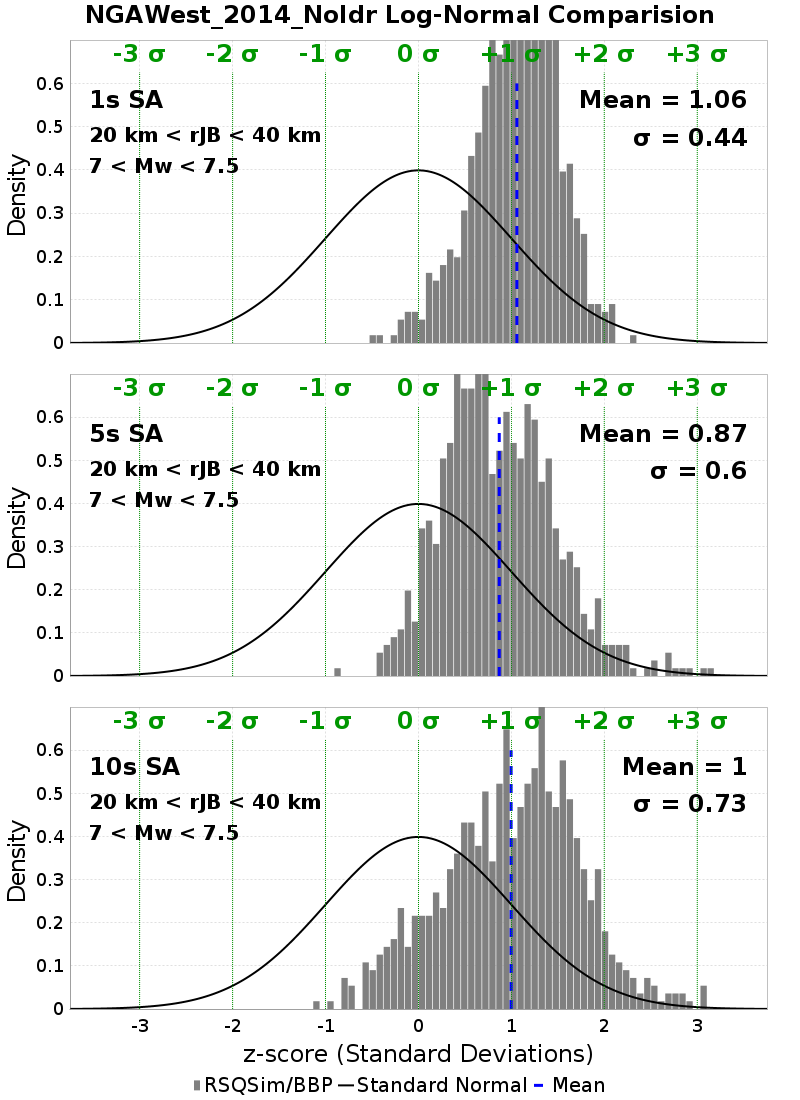 NGAWest_2014_NoIdr Log-Normal Comparision
-3 σ -2 σ -1 σ 0 σ +1 σ +2 σ +3 σ
1s SA
Mean = 1.06
20 km < rJB < 40 km
σ = 0.44
7 < Mw < 7.5
0.6
0.5
0.4
0.3
0.2
0.1
0
Density
-3 σ -2 σ -1 σ 0 σ +1 σ +2 σ +3 σ
5s SA
Mean = 0.87
20 km < rJB < 40 km
σ = 0.6
7 < Mw < 7.5
0.6
0.5
0.4
0.3
0.2
0.1
0
Density
-3 σ -2 σ -1 σ 0 σ +1 σ +2 σ +3 σ
10s SA
Mean = 1
20 km < rJB < 40 km
σ = 0.73
7 < Mw < 7.5
0.6
0.5
0.4
0.3
0.2
0.1
0
Density
-3 -2 -1 0 1 2 3
z-score (Standard Deviations)
RSQSim/BBP Standard Normal Mean